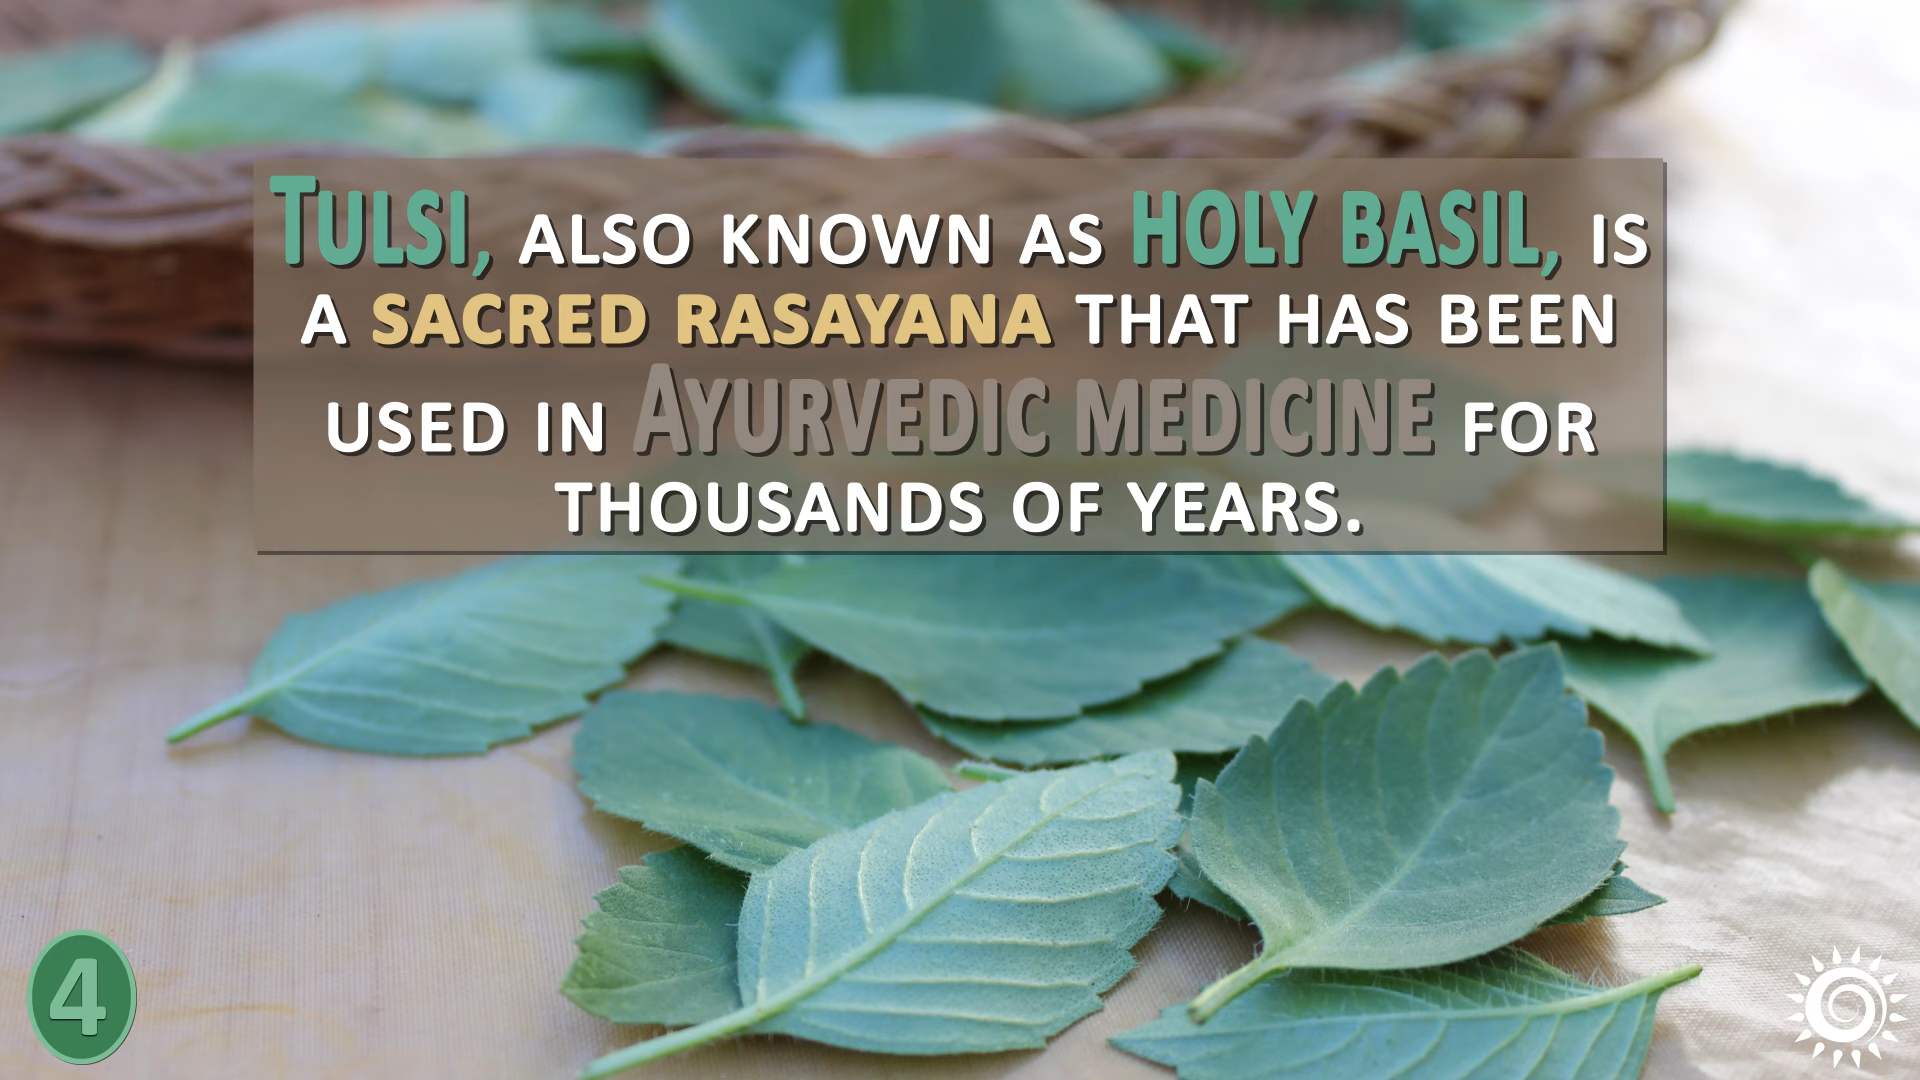 Tulsi, also known as holy basil, is
a sacred rasayana that has been
used in Ayurvedic medicine for
thousands of years.
4